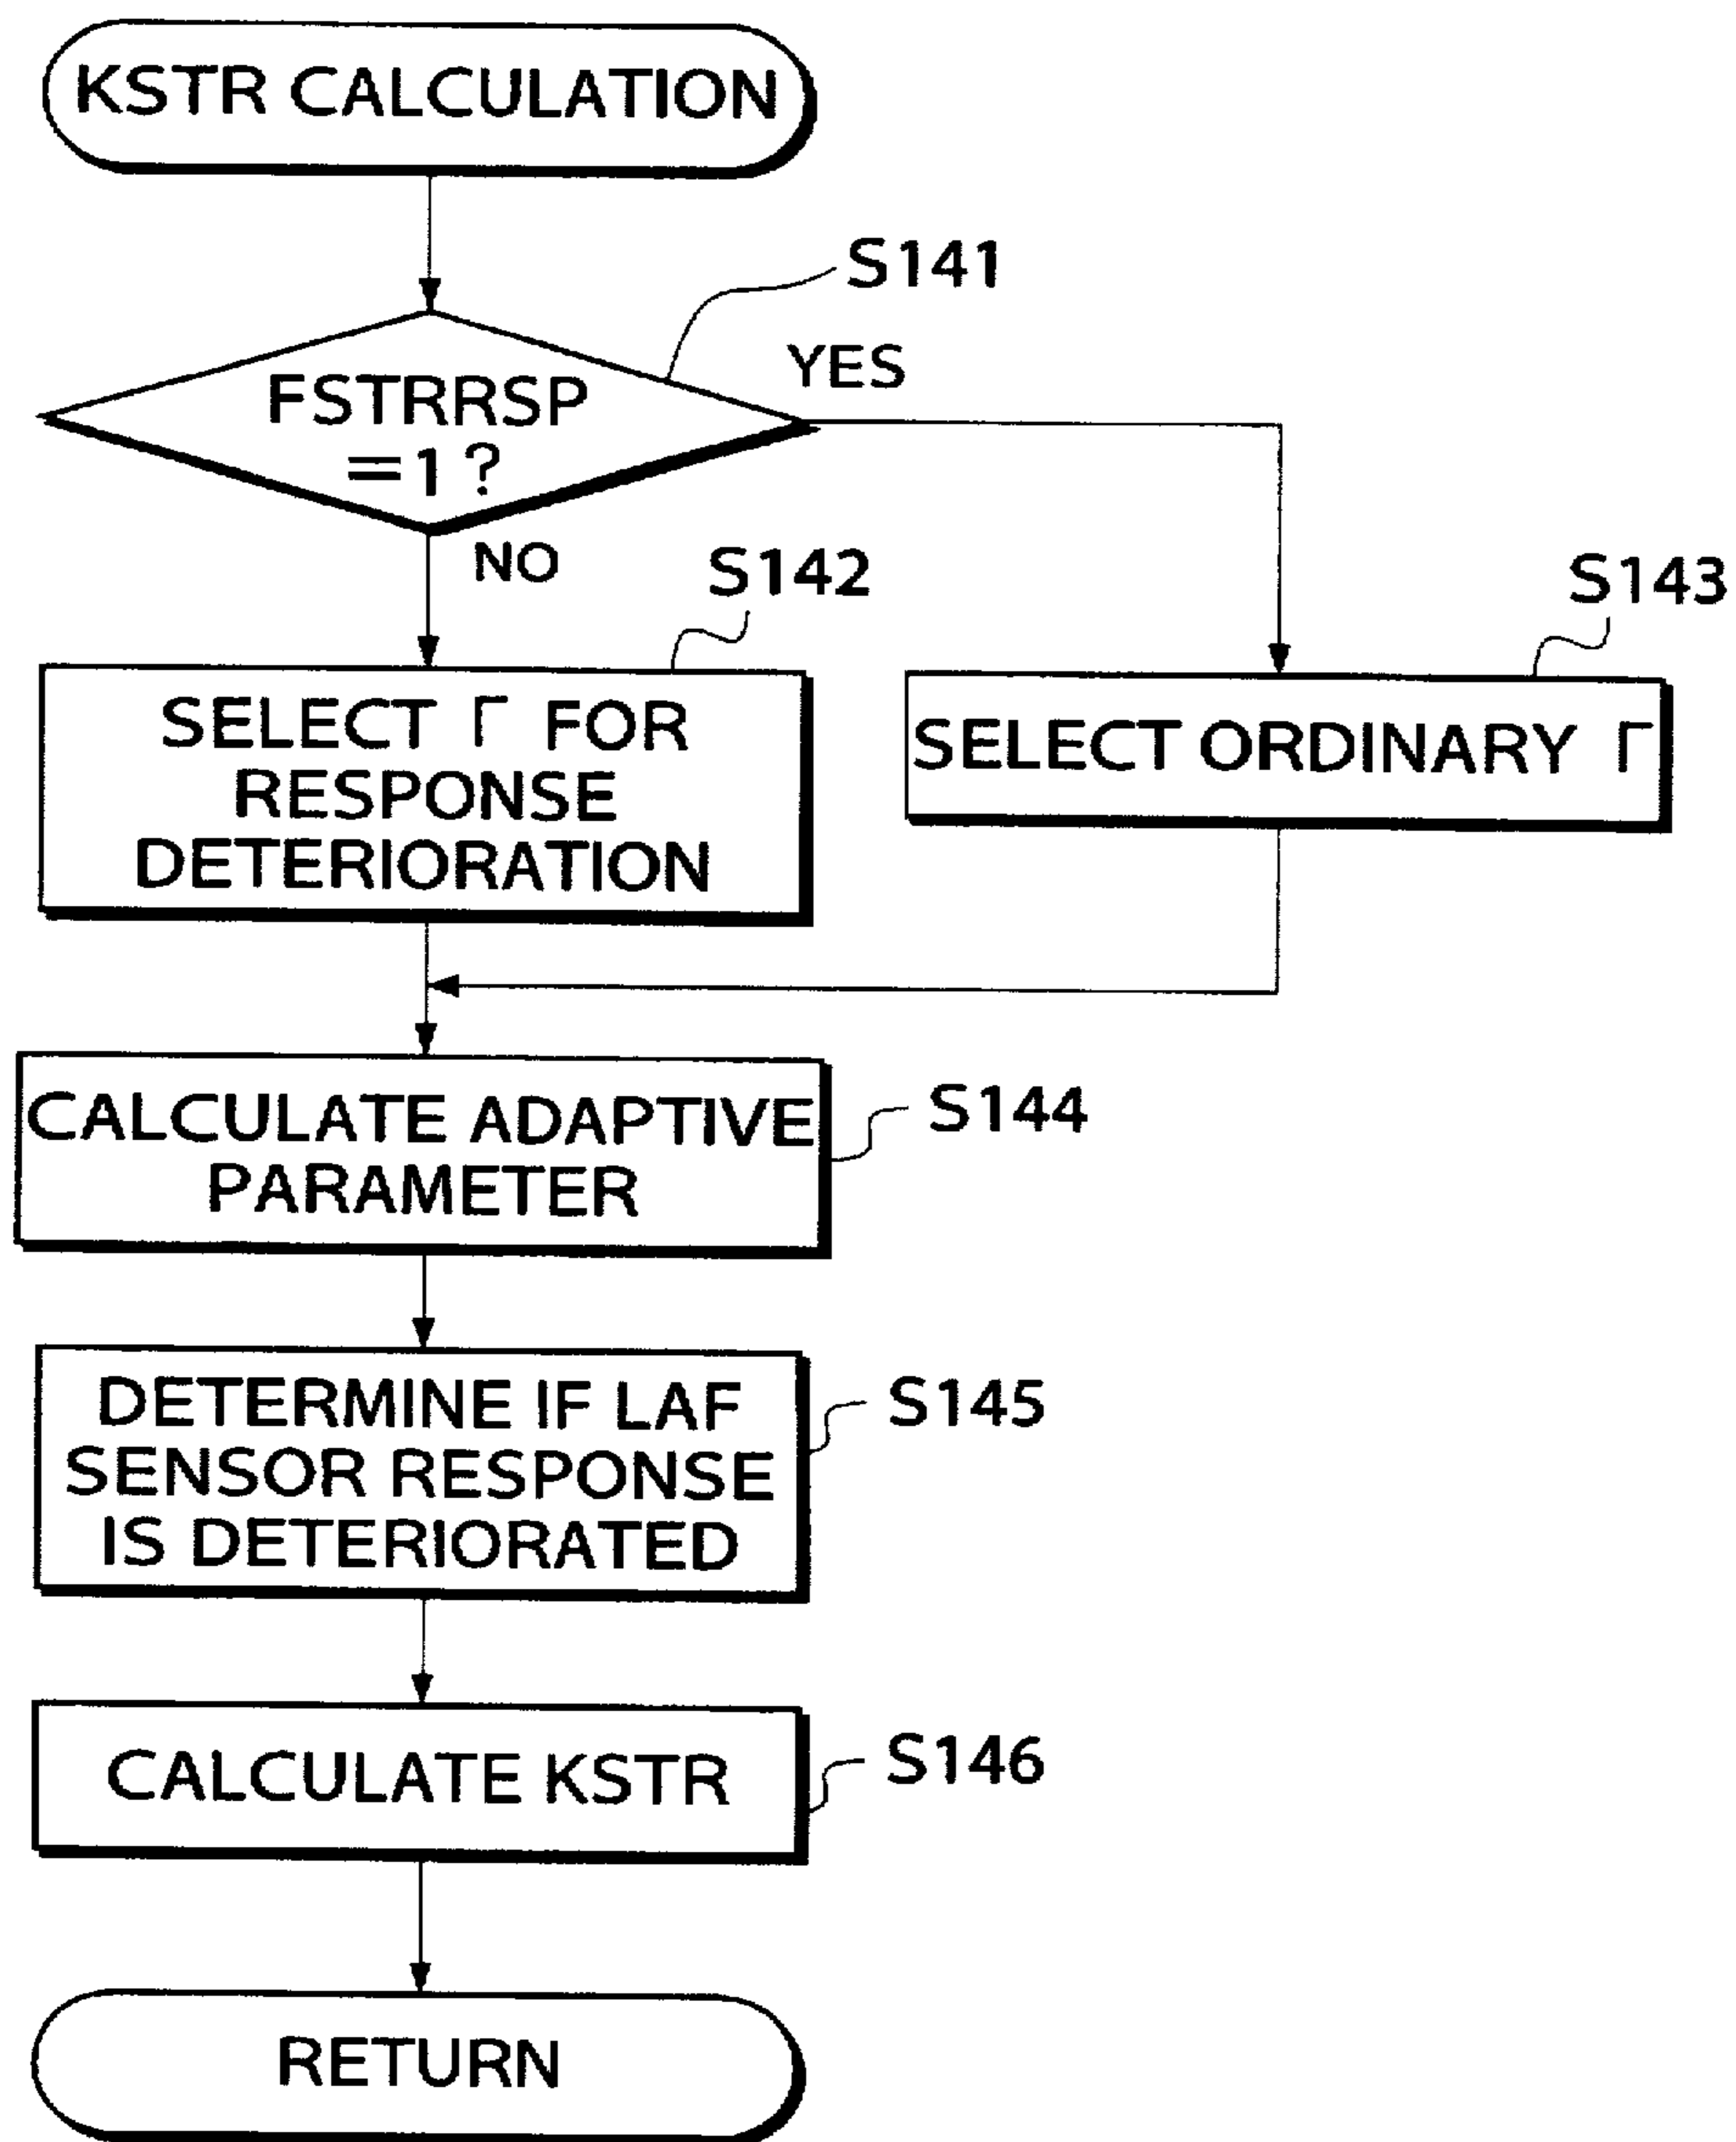 KSTR CALCULATION
S141
YES
FSTRRSP
=1?
NO
S142
S143
SELECT Γ FOR
RESPONSE
DETERIORATION
SELECT ORDINARY Γ
CALCULATE ADAPTIVE
PARAMETER
S144
DETERMINE IF LAF
SENSOR RESPONSE
IS DETERIORATED
S145
CALCULATE KSTR
S146
RETURN